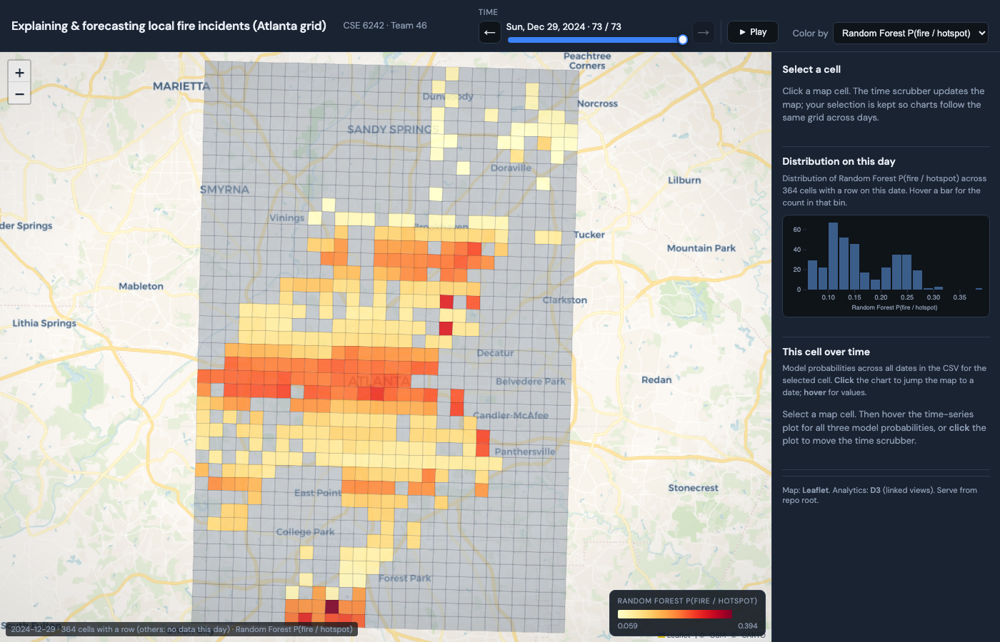 Explaining & forecasting local fire incidents (Atlanta grid)
CSE 6242 · Team 46
TIME
←
Sun, Dec 29, 2024 · 73 / 73
→
▶ Play
Color by
Random Forest P(fire / hotspot)
+
−
Peachtree
Corners
MARIETTA
Dunwoody
Norcross
SANDY SPRINGS
Doraville
Lilburn
SMYRNA
Vinings
der Springs
Brookhaven
Tucker
Mountain Park
Mableton
Clarkston
Lithia Springs
Decatur
ATLANTA
Belvedere Park
Redan
Candler-McAfee
Panthersville
East Point
Stonecrest
College Park
Forest Park
2024-12-29 · 364 cells with a row (others: no data this day) · Random Forest P(fire / hotspot)
RANDOM FOREST P(FIRE / HOTSPOT)
0.059
0.394
Leaflet | © OSM © CARTO
Select a cell
Click a map cell. The time scrubber updates the
map; your selection is kept so charts follow the
same grid across days.
Distribution on this day
Distribution of Random Forest P(fire / hotspot) across
364 cells with a row on this date. Hover a bar for the
count in that bin.
60
40
20
0
0.10 0.15 0.20 0.25 0.30 0.35
Random Forest P(fire / hotspot)
This cell over time
Model probabilities across all dates in the CSV for the
selected cell. Click the chart to jump the map to a
date; hover for values.
Select a map cell. Then hover the time-series
plot for all three model probabilities, or click the
plot to move the time scrubber.
Map: Leaflet. Analytics: D3 (linked views). Serve from
repo root.